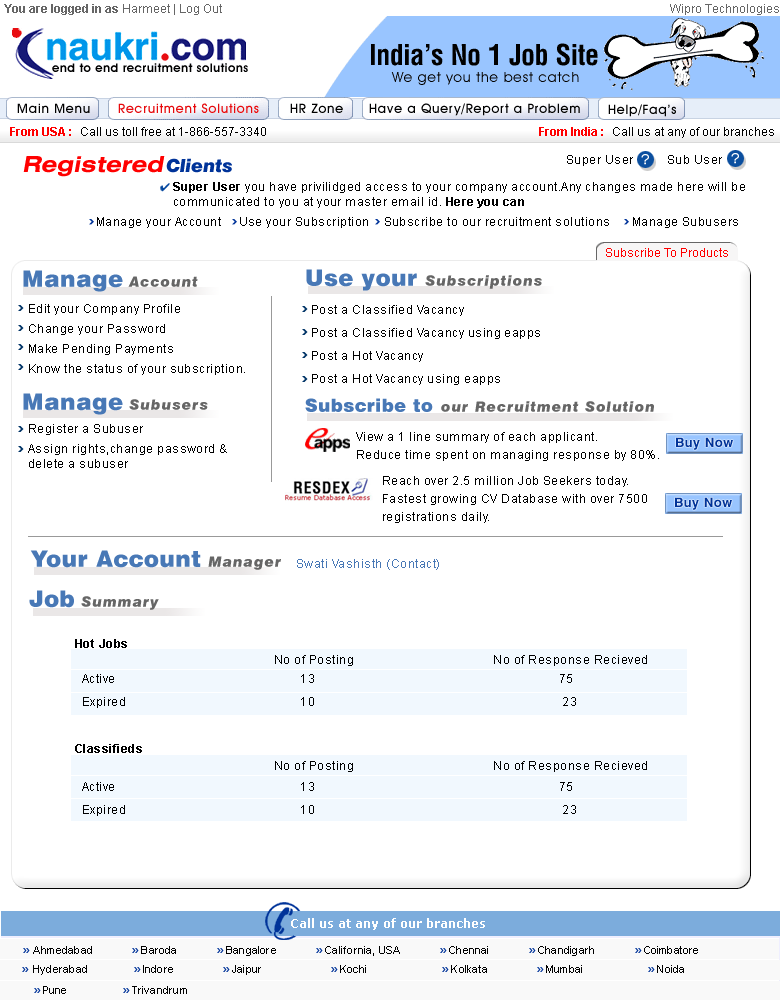 You are logged in as Harmeet | Log Out
Wipro Technologies
naukri.com
end to end recruitment solutions
India's No 1 Job Site
We get you the best catch
Main Menu
Recruitment Solutions
HR Zone
Have a Query/Report a Problem
Help/Faq's
From USA : Call us toll free at 1-866-557-3340
From India : Call us at any of our branches
Registered Clients
Super User ?
Sub User ?
Super User you have priviliged access to your company account.Any changes made here will be
communicated to you at your master email id. Here you can
Manage your Account
Use your Subscription
Subscribe to our recruitment solutions
Manage Subusers
Subscribe To Products
Manage Account
Edit your Company Profile
Change your Password
Make Pending Payments
Know the status of your subscription.
Manage Subusers
Register a Subuser
Assign rights,change password &
delete a subuser
Use your Subscriptions
Post a Classified Vacancy
Post a Classified Vacancy using eapps
Post a Hot Vacancy
Post a Hot Vacancy using eapps
Subscribe to our Recruitment Solution
eapps
View a 1 line summary of each applicant.
Reduce time spent on managing response by 80%.
Buy Now
RESDEX
Resume Database Access
Reach over 2.5 million Job Seekers today.
Fastest growing CV Database with over 7500
registrations daily.
Buy Now
Your Account Manager Swati Vashisth (Contact)
Job Summary
Hot Jobs
No of Posting No of Response Recieved
Active 13 75
Expired 10 23
Classifieds
No of Posting No of Response Recieved
Active 13 75
Expired 10 23
Call us at any of our branches
» Ahmedabad » Baroda » Bangalore » California, USA » Chennai » Chandigarh » Coimbatore
» Hyderabad » Indore » Jaipur » Kochi » Kolkata » Mumbai » Noida
» Pune » Trivandrum